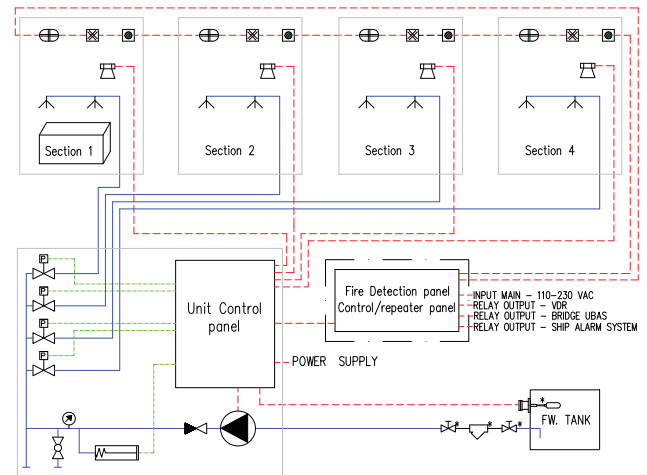 Section 1
Section 2
Section 3
Section 4
P
P
P
P
Unit Control
panel
Fire Detection panel
Control/repeater panel
INPUT MAIN - 110-230 VAC
RELAY OUTPUT - VDR
RELAY OUTPUT - BRIDGE UBAS
RELAY OUTPUT - SHIP ALARM SYSTEM
POWER SUPPLY
*
*
FW. TANK
*
*